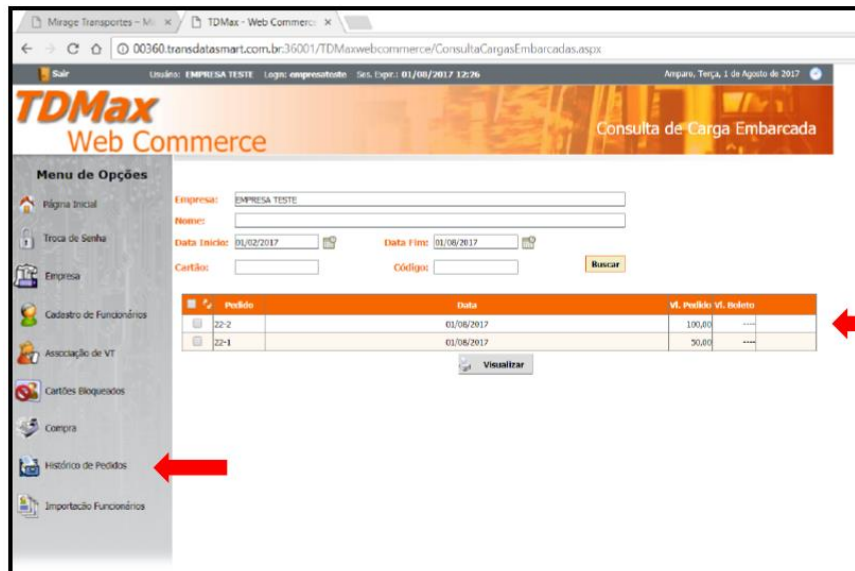 Mirage Transportes – M
TDMax - Web Commerc
00360.transdatasmart.com.br:36001/TDMaxwebcommerce/ConsultaCargasEmbarcadas.aspx
Sair Usuário: EMPRESA TESTE Login: empresateste Ses. Expr.: 01/08/2017 12:26 Amparo, Terça, 1 de Agosto de 2017
TDMax
Web Commerce
Consulta de Carga Embarcada
Menu de Opções
Página Inicial
Troca de Senha
Empresa
Cadastro de Funcionários
Associação de VT
Cartões Bloqueados
Compra
Histórico de Pedidos
Importação Funcionários
Empresa: EMPRESA TESTE
Nome:
Data Início: 01/02/2017 Data Fim: 01/08/2017
Cartão: Código: Buscar
Pedido Data Vl. Pedido Vl. Boleto
22-2 01/08/2017 100,00 ----
22-1 01/08/2017 50,00 ----
Visualizar